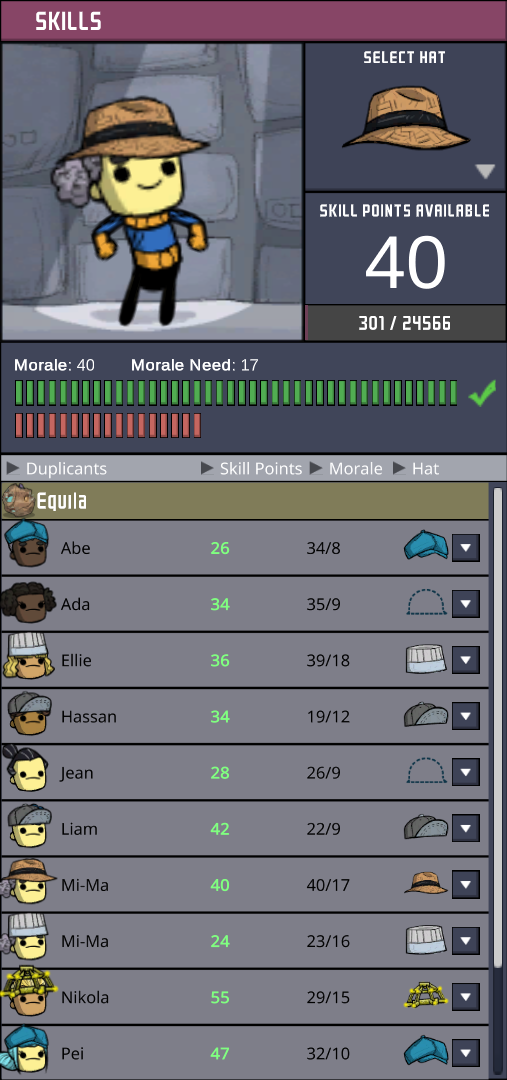 SKILLS
SELECT HAT
SKILL POINTS AVAILABLE
40
301 / 24566
Morale: 40 Morale Need: 17
Duplicants Skill Points Morale Hat
Equila
Abe 26 34/8
Ada 34 35/9
Ellie 36 39/18
Hassan 34 19/12
Jean 28 26/9
Liam 42 22/9
Mi-Ma 40 40/17
Mi-Ma 24 23/16
Nikola 55 29/15
Pei 47 32/10